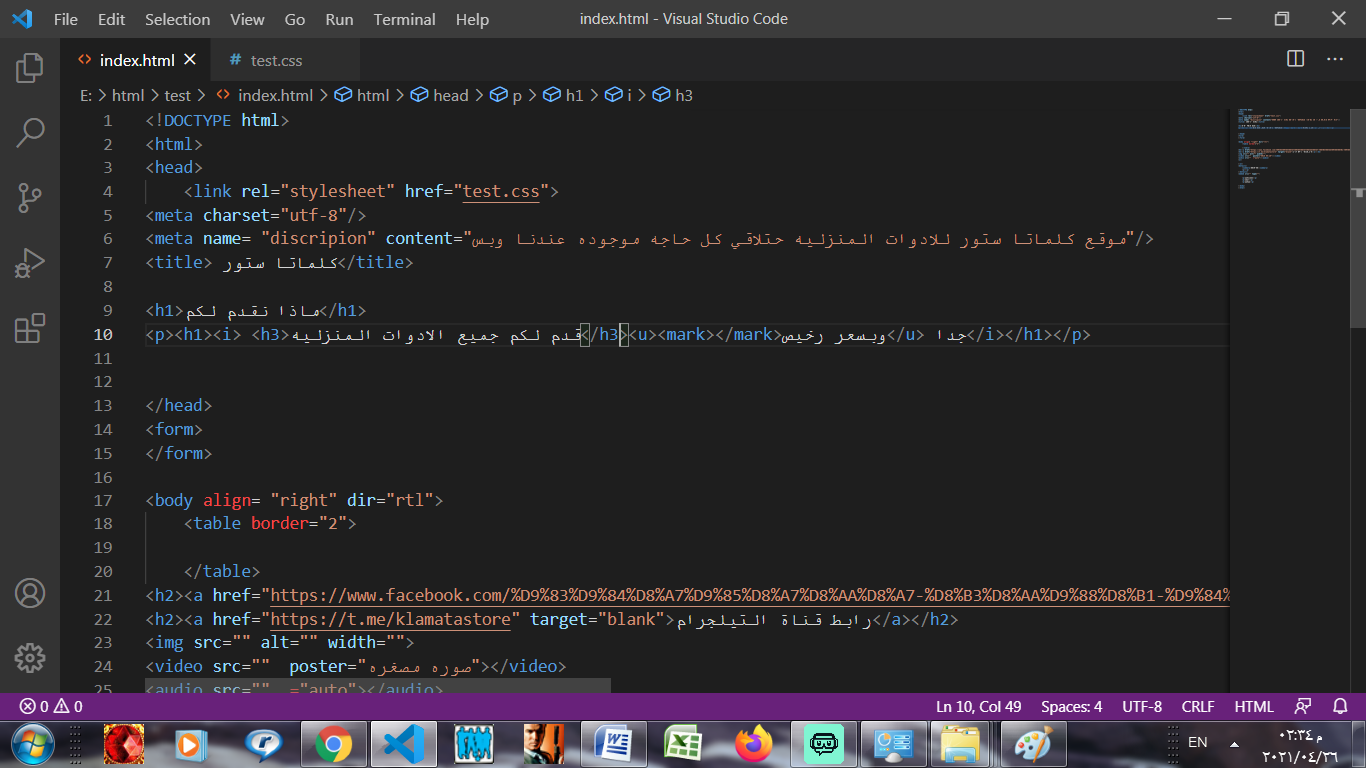 File Edit Selection View Go Run Terminal Help index.html - Visual Studio Code
index.html # test.css
E: > html > test > index.html > html > head > p > h1 > i > h3
1 <!DOCTYPE html>
2 <html>
3 <head>
4 <link rel="stylesheet" href="test.css">
5 <meta charset="utf-8"/>
6 <meta name= "discripion" content="موقع كلماتا ستور للادوات المنزليه حتلاقي كل حاجه موجوده عندنا وبس"/>
7 <title> كلماتا ستور</title>
8
9 <h1>ماذا نقدم لكم</h1>
10 <p><h1><i> <h3>قدم لكم جميع الادوات المنزليه</h3><u><mark></mark>وبسعر رخيص</u> جدا</i></h1></p>
11
12
13 </head>
14 <form>
15 </form>
16
17 <body align= "right" dir="rtl">
18 <table border="2">
19
20 </table>
21 <h2><a href="https://www.facebook.com/%D9%83%D9%84%D8%A7%D9%85%D8%A7%D8%AA%D8%A7-%D8%B3%D8%AA%D9%88%D8%B1-%D9%84%
22 <h2><a href="https://t.me/klamatastore" target="blank">رابط قناة التيلجرام</a></h2>
23 <img src="" alt="" width="">
24 <video src="" poster="صوره مصغره"></video>
25 <audio src="" ="auto"></audio>
0 0 Ln 10, Col 49 Spaces: 4 UTF-8 CRLF HTML
EN ٠٢:٣٤ م
٢٠٢١/٠٤/٢٦